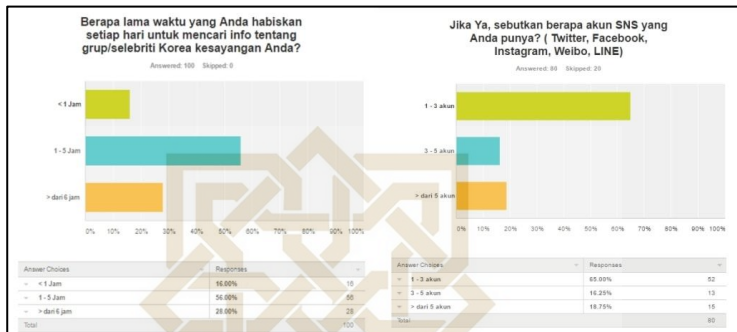 Berapa lama waktu yang Anda habiskan
setiap hari untuk mencari info tentang
grup/selebriti Korea kesayangan Anda?
Answered: 100 Skipped: 0
< 1 Jam
1 - 5 Jam
> dari 6 jam
0% 10% 20% 30% 40% 50% 60% 70% 80% 90% 100%
Answer Choices Responses
< 1 Jam 16.00% 16
1 - 5 Jam 56.00% 56
> dari 6 jam 28.00% 28
Total 100
Jika Ya, sebutkan berapa akun SNS yang
Anda punya? ( Twitter, Facebook,
Instagram, Weibo, LINE)
Answered: 80 Skipped: 20
1 - 3 akun
3 - 5 akun
> dari 5 akun
0% 10% 20% 30% 40% 50% 60% 70% 80% 90% 100%
Answer Choices Responses
1 - 3 akun 65.00% 52
3 - 5 akun 16.25% 13
> dari 5 akun 18.75% 15
Total 80